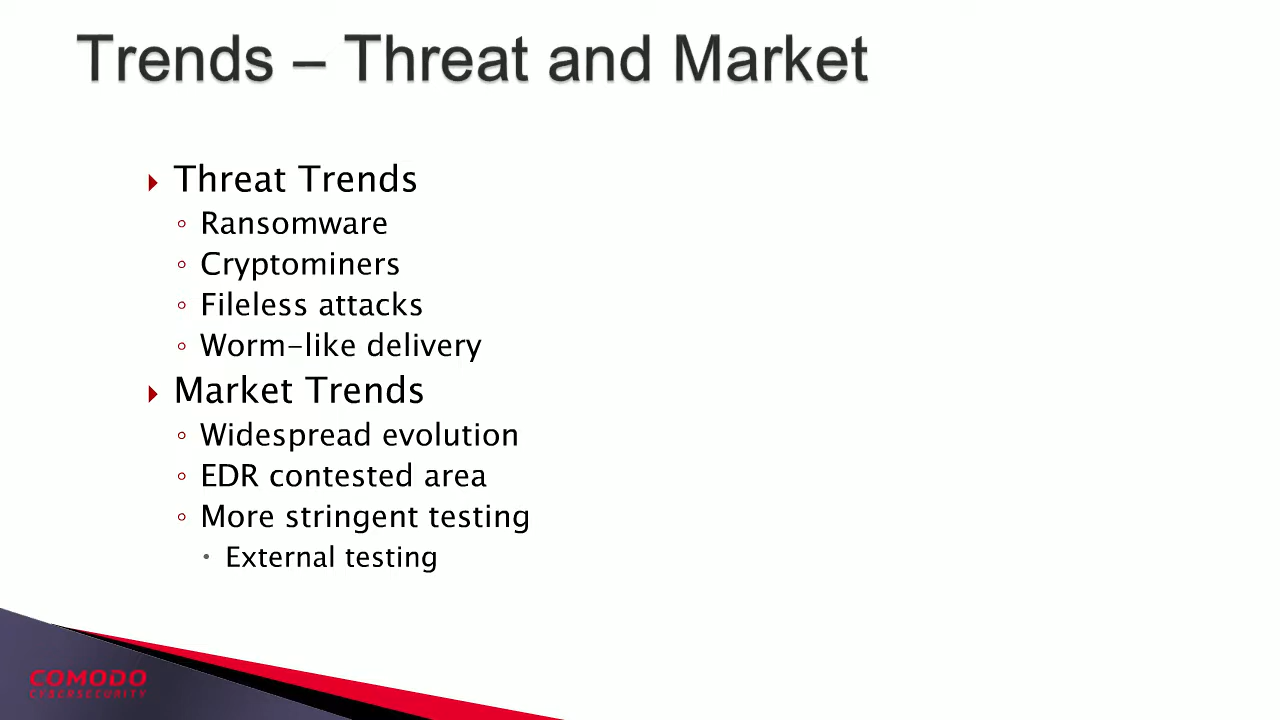 Trends – Threat and Market
Threat Trends
Ransomware
Cryptominers
Fileless attacks
Worm-like delivery
Market Trends
Widespread evolution
EDR contested area
More stringent testing
External testing
COMODO
CYBERSECURITY